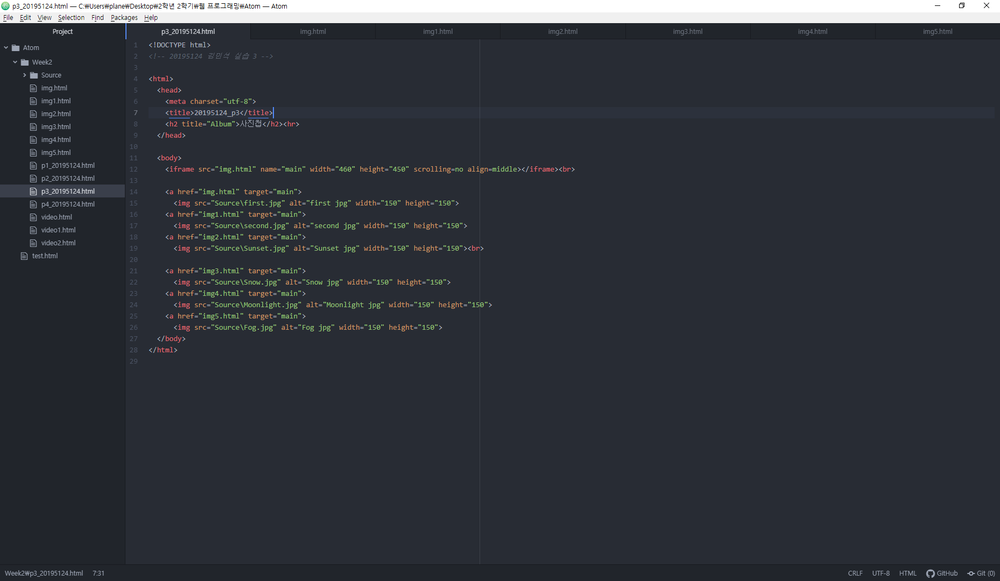 p3_20195124.html — C:₩Users₩plane₩Desktop₩2학년 2학기₩웹 프로그래밍₩Atom — Atom
File Edit View Selection Find Packages Help
Project
p3_20195124.html img.html img1.html img2.html img3.html img4.html img5.html
Atom
Week2
Source
img.html
img1.html
img2.html
img3.html
img4.html
img5.html
p1_20195124.html
p2_20195124.html
p3_20195124.html
p4_20195124.html
video.html
video1.html
video2.html
test.html
1 <!DOCTYPE html>
2 <!-- 20195124 김민석 실습 3 -->
3
4 <html>
5 <head>
6 <meta charset="utf-8">
7 <title>20195124_p3</title>
8 <h2 title="Album">사진첩</h2><hr>
9 </head>
10
11 <body>
12 <iframe src="img.html" name="main" width="460" height="450" scrolling=no align=middle></iframe><br>
13
14 <a href="img.html" target="main">
15 <img src="Source\first.jpg" alt="first jpg" width="150" height="150">
16 <a href="img1.html" target="main">
17 <img src="Source\second.jpg" alt="second jpg" width="150" height="150">
18 <a href="img2.html" target="main">
19 <img src="Source\Sunset.jpg" alt="Sunset jpg" width="150" height="150"><br>
20
21 <a href="img3.html" target="main">
22 <img src="Source\Snow.jpg" alt="Snow jpg" width="150" height="150">
23 <a href="img4.html" target="main">
24 <img src="Source\Moonlight.jpg" alt="Moonlight jpg" width="150" height="150">
25 <a href="img5.html" target="main">
26 <img src="Source\Fog.jpg" alt="Fog jpg" width="150" height="150">
27 </body>
28 </html>
29
Week2₩p3_20195124.html 7:31 CRLF UTF-8 HTML GitHub Git (0)